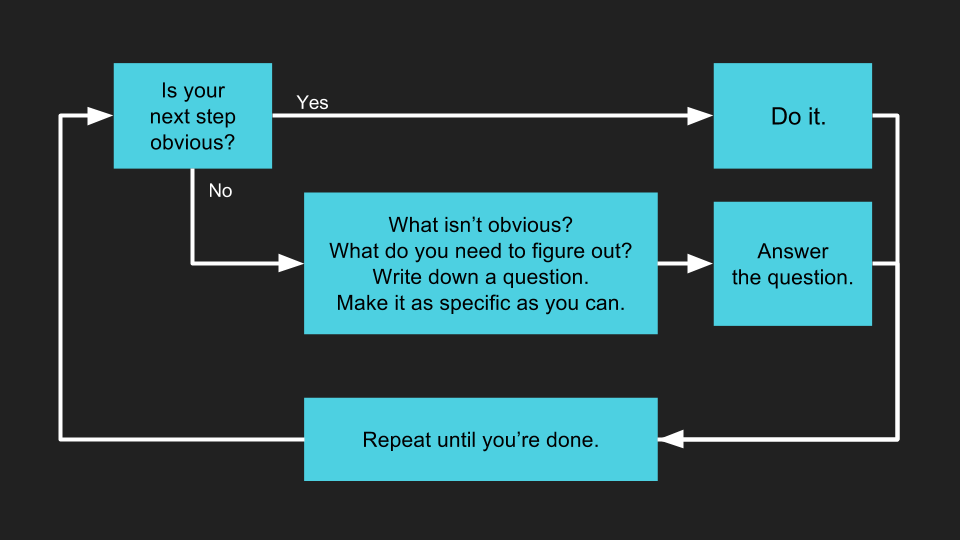 Is your
next step
obvious?
Yes
Do it.
No
What isn’t obvious?
What do you need to figure out?
Write down a question.
Make it as specific as you can.
Answer
the question.
Repeat until you’re done.